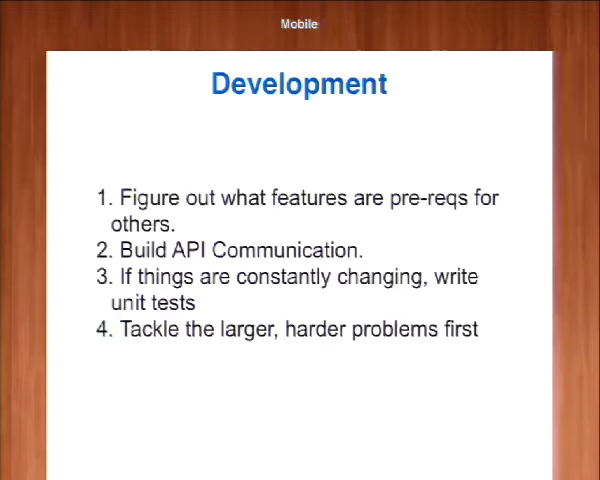 Mobile
Development
1. Figure out what features are pre-reqs for
others.
2. Build API Communication.
3. If things are constantly changing, write
unit tests
4. Tackle the larger, harder problems first